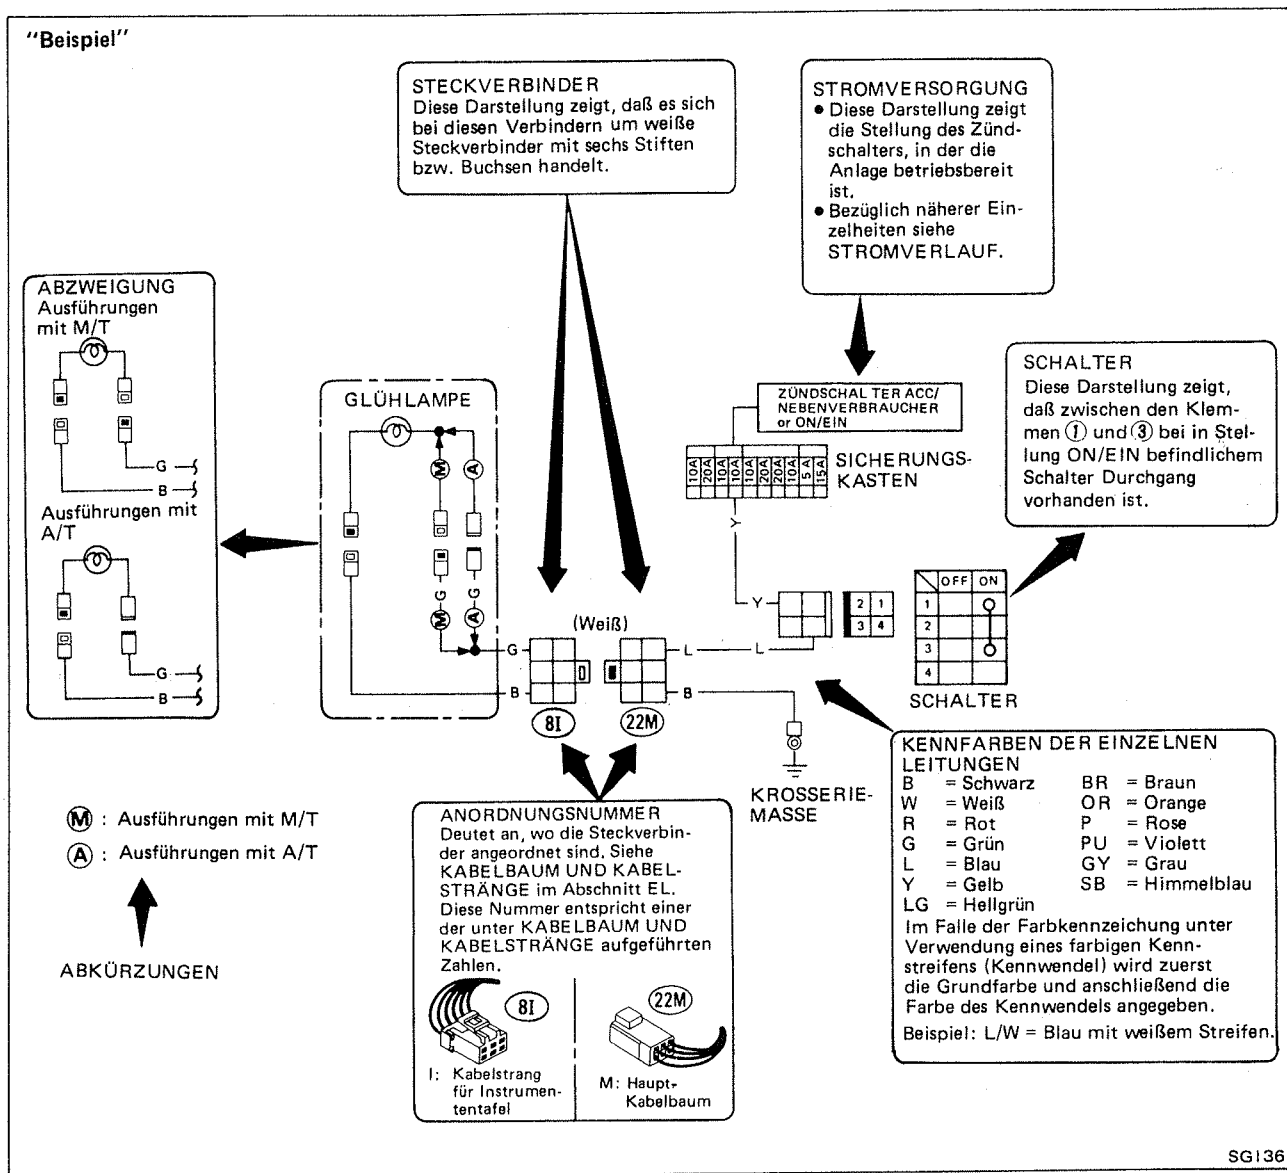 "Beispiel"
STECKVERBINDER
Diese Darstellung zeigt, daß es sich
bei diesen Verbindern um weiße
Steckverbinder mit sechs Stiften
bzw. Buchsen handelt.
STROMVERSORGUNG
● Diese Darstellung zeigt
die Stellung des Zünd-
schalters, in der die
Anlage betriebsbereit
ist.
● Bezüglich näherer Ein-
zelheiten siehe
STROMVERLAUF.
ABZWEIGUNG
Ausführungen
mit M/T
G
B
Ausführungen mit
A/T
G
B
GLÜHLAMPE
M
A
G
G
M
A
G
B
(Weiß)
8I
22M
L
L
B
ZÜNDSCHAL TER ACC/
NEBENVERBRAUCHER
or ON/EIN
10A
20A
10A
10A
10A
20A
20A
10A
5A
15A
SICHERUNGS-
KASTEN
Y
Y
2 1
3 4
OFF ON
1
2
3
4
SCHALTER
SCHALTER
Diese Darstellung zeigt,
daß zwischen den Klem-
men ① und ③ bei in Stel-
lung ON/EIN befindlichem
Schalter Durchgang
vorhanden ist.
KROSSERIE-
MASSE
M : Ausführungen mit M/T
A : Ausführungen mit A/T
ABKÜRZUNGEN
ANORDNUNGSNUMMER
Deutet an, wo die Steckverbin-
der angeordnet sind. Siehe
KABELBAUM UND KABEL-
STRÄNGE im Abschnitt EL.
Diese Nummer entspricht einer
der unter KABELBAUM UND
KABELSTRÄNGE aufgeführten
Zahlen.
8I
22M
I: Kabelstrang
für Instrumen-
tentafel
M: Haupt-
Kabelbaum
KENNFARBEN DER EINZELNEN
LEITUNGEN
B = Schwarz BR = Braun
W = Weiß OR = Orange
R = Rot P = Rose
G = Grün PU = Violett
L = Blau GY = Grau
Y = Gelb SB = Himmelblau
LG = Hellgrün
Im Falle der Farbkennzeichung unter
Verwendung eines farbigen Kenn-
streifens (Kennwendel) wird zuerst
die Grundfarbe und anschließend die
Farbe des Kennwendels angegeben.
Beispiel: L/W = Blau mit weißem Streifen.
SG136